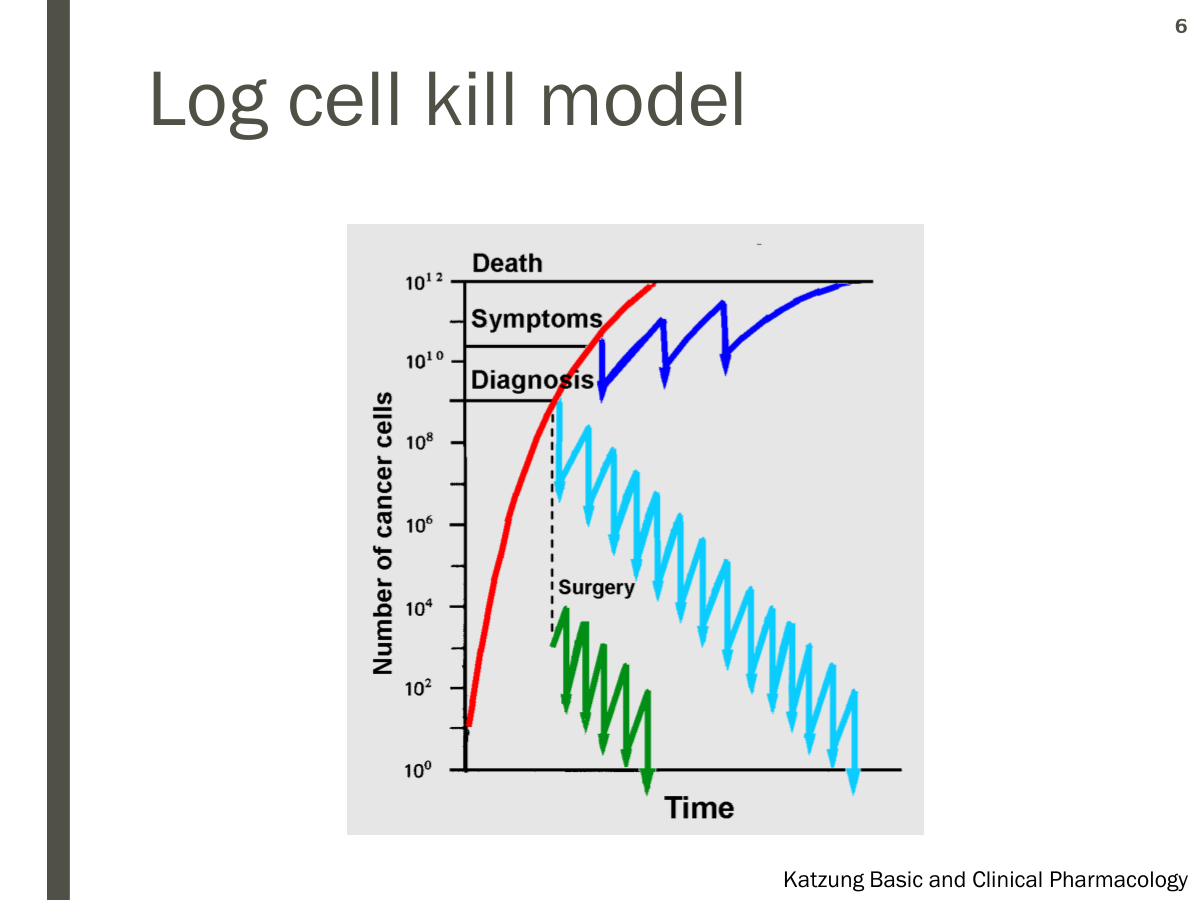 6
Log cell kill model
Death
10¹²
Symptoms
10¹⁰
Diagnosis
10⁸
Number of cancer cells
10⁶
Surgery
10⁴
10²
10⁰
Time
Katzung Basic and Clinical Pharmacology